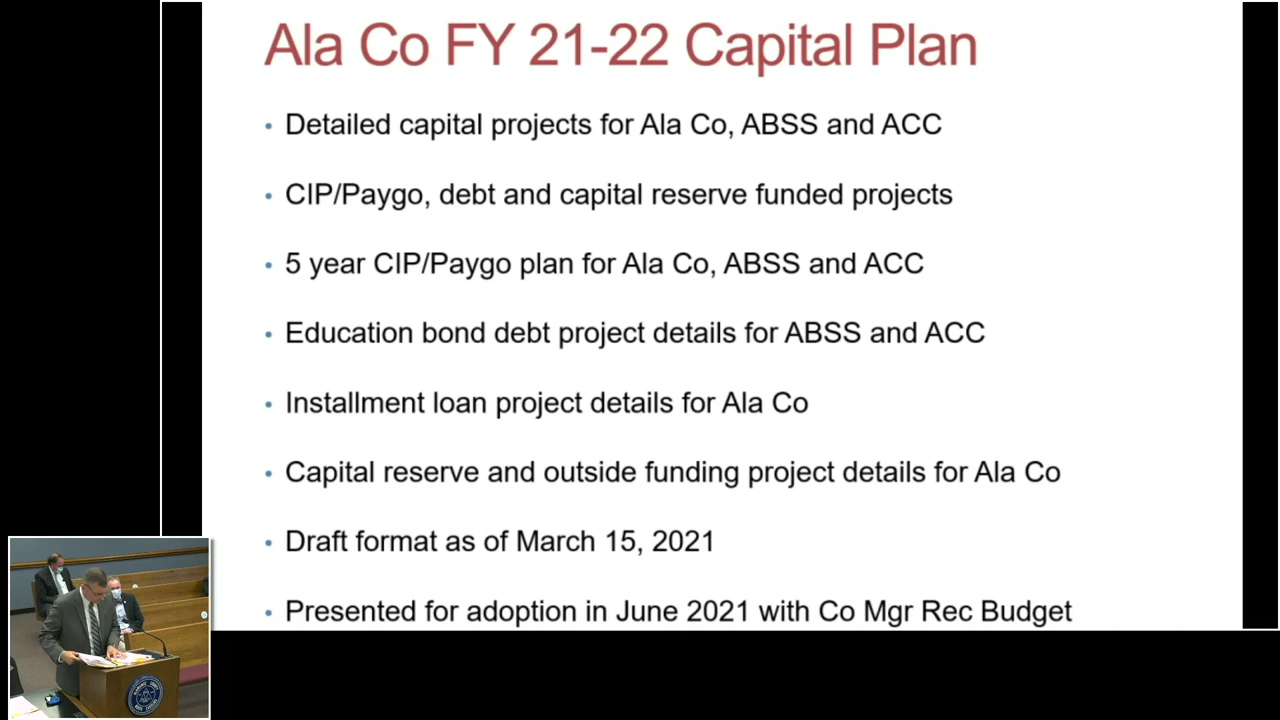 Ala Co FY 21-22 Capital Plan
• Detailed capital projects for Ala Co, ABSS and ACC
• CIP/Paygo, debt and capital reserve funded projects
• 5 year CIP/Paygo plan for Ala Co, ABSS and ACC
• Education bond debt project details for ABSS and ACC
• Installment loan project details for Ala Co
• Capital reserve and outside funding project details for Ala Co
• Draft format as of March 15, 2021
• Presented for adoption in June 2021 with Co Mgr Rec Budget